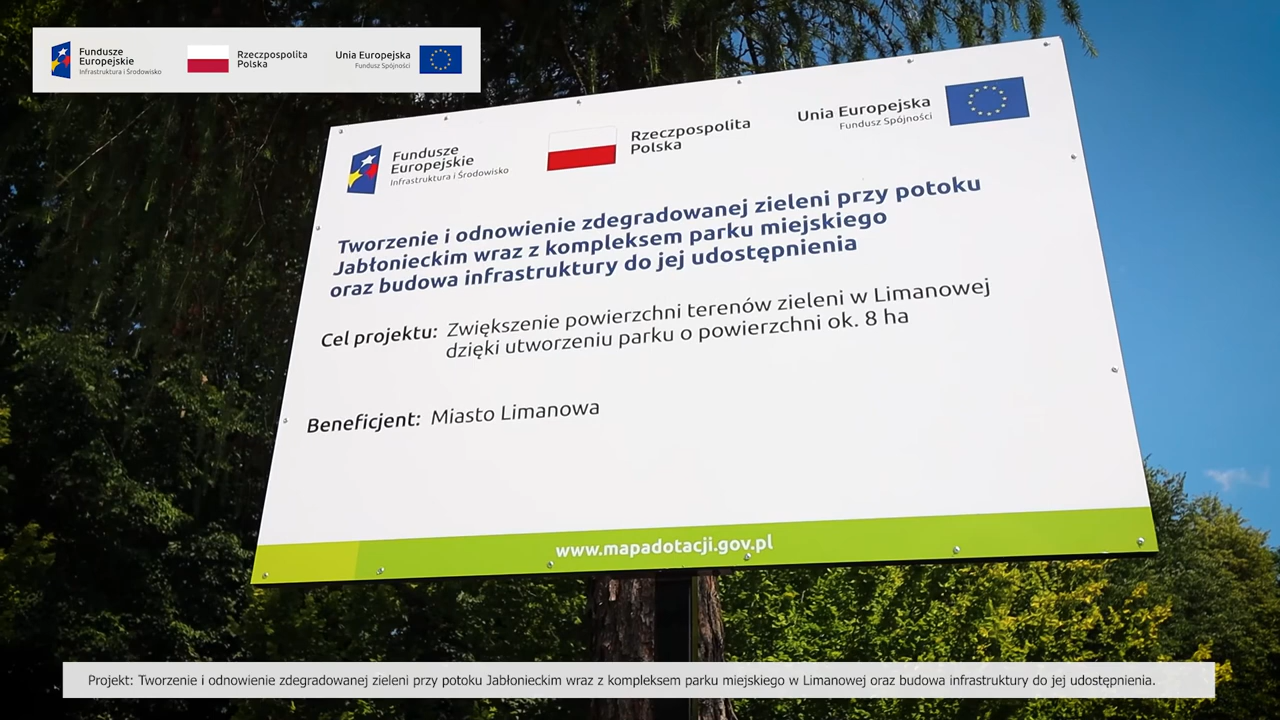 Fundusze
Europejskie
Infrastruktura i Środowisko
Rzeczpospolita
Polska
Unia Europejska
Fundusz Spójności
Fundusze
Europejskie
Infrastruktura i Środowisko
Rzeczpospolita
Polska
Unia Europejska
Fundusz Spójności
Tworzenie i odnowienie zdegradowanej zieleni przy potoku
Jabłonieckim wraz z kompleksem parku miejskiego
oraz budowa infrastruktury do jej udostępnienia
Cel projektu: Zwiększenie powierzchni terenów zieleni w Limanowej
dzięki utworzeniu parku o powierzchni ok. 8 ha
Beneficjent: Miasto Limanowa
www.mapadotacji.gov.pl
Projekt: Tworzenie i odnowienie zdegradowanej zieleni przy potoku Jabłonieckim wraz z kompleksem parku miejskiego w Limanowej oraz budowa infrastruktury do jej udostępnienia.